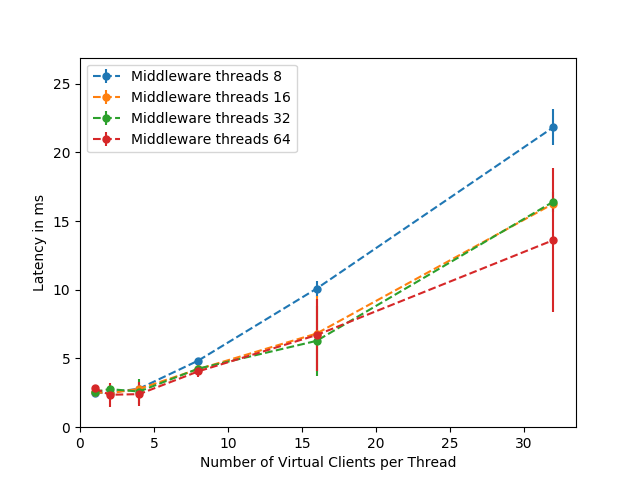 Middleware threads 8
Middleware threads 16
Middleware threads 32
Middleware threads 64
25
20
15
10
5
0
Latency in ms
0 5 10 15 20 25 30
Number of Virtual Clients per Thread